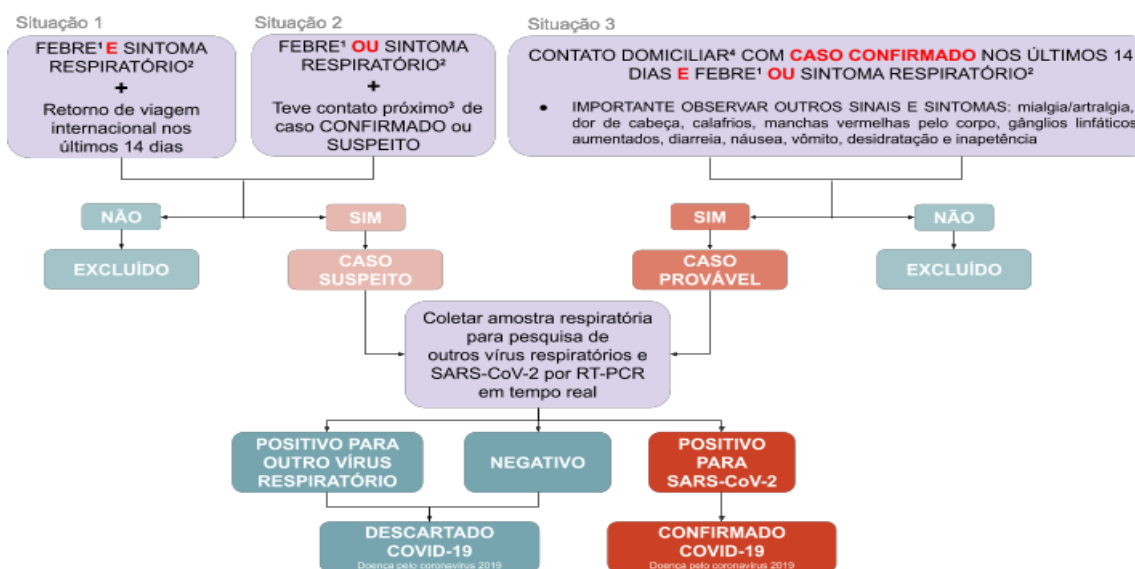 Situação 1
FEBRE¹ E SINTOMA
RESPIRATÓRIO²
+
Retorno de viagem
internacional nos
últimos 14 dias
Situação 2
FEBRE¹ OU SINTOMA
RESPIRATÓRIO²
+
Teve contato próximo³ de
caso CONFIRMADO ou
SUSPEITO
Situação 3
CONTATO DOMICILIAR⁴ COM CASO CONFIRMADO NOS ÚLTIMOS 14
DIAS E FEBRE¹ OU SINTOMA RESPIRATÓRIO²
● IMPORTANTE OBSERVAR OUTROS SINAIS E SINTOMAS: mialgia/artralgia,
dor de cabeça, calafrios, manchas vermelhas pelo corpo, gânglios linfáticos
aumentados, diarreia, náusea, vômito, desidratação e inapetência
NÃO
SIM
SIM
NÃO
EXCLUÍDO
CASO
SUSPEITO
CASO
PROVÁVEL
EXCLUÍDO
Coletar amostra respiratória
para pesquisa de
outros vírus respiratórios e
SARS-CoV-2 por RT-PCR
em tempo real
POSITIVO PARA
OUTRO VÍRUS
RESPIRATÓRIO
NEGATIVO
POSITIVO
PARA
SARS-CoV-2
DESCARTADO
COVID-19
Doença pelo coronavírus 2019
CONFIRMADO
COVID-19
Doença pelo coronavírus 2019